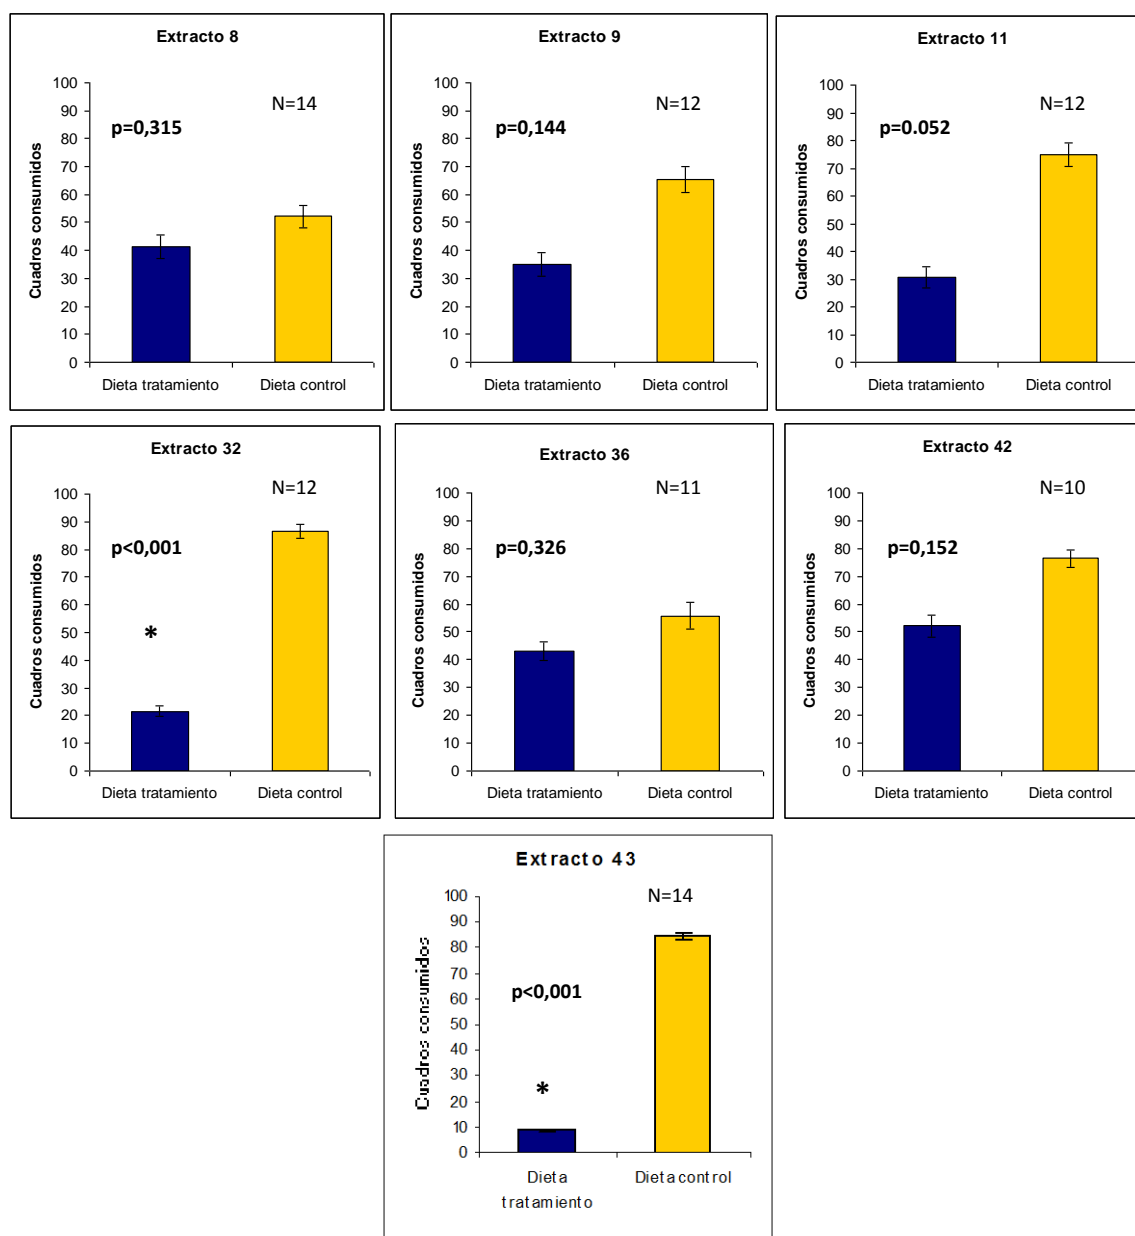 Extracto 8
Cuadros consumidos
100
90
80
70
60
50
40
30
20
10
0
N=14
p=0,315
Dieta tratamiento
Dieta control
Extracto 9
Cuadros consumidos
100
90
80
70
60
50
40
30
20
10
0
N=12
p=0,144
Dieta tratamiento
Dieta control
Extracto 11
Cuadros consumidos
100
90
80
70
60
50
40
30
20
10
0
N=12
p=0.052
Dieta tratamiento
Dieta control
Extracto 32
Cuadros consumidos
100
90
80
70
60
50
40
30
20
10
0
N=12
p<0,001
*
Dieta tratamiento
Dieta control
Extracto 36
Cuadros consumidos
100
90
80
70
60
50
40
30
20
10
0
N=11
p=0,326
Dieta tratamiento
Dieta control
Extracto 42
Cuadros consumidos
100
90
80
70
60
50
40
30
20
10
0
N=10
p=0,152
Dieta tratamiento
Dieta control
Extracto 43
Cuadros consumidos
100
90
80
70
60
50
40
30
20
10
0
N=14
p<0,001
*
Dieta
tratamiento
Dieta control